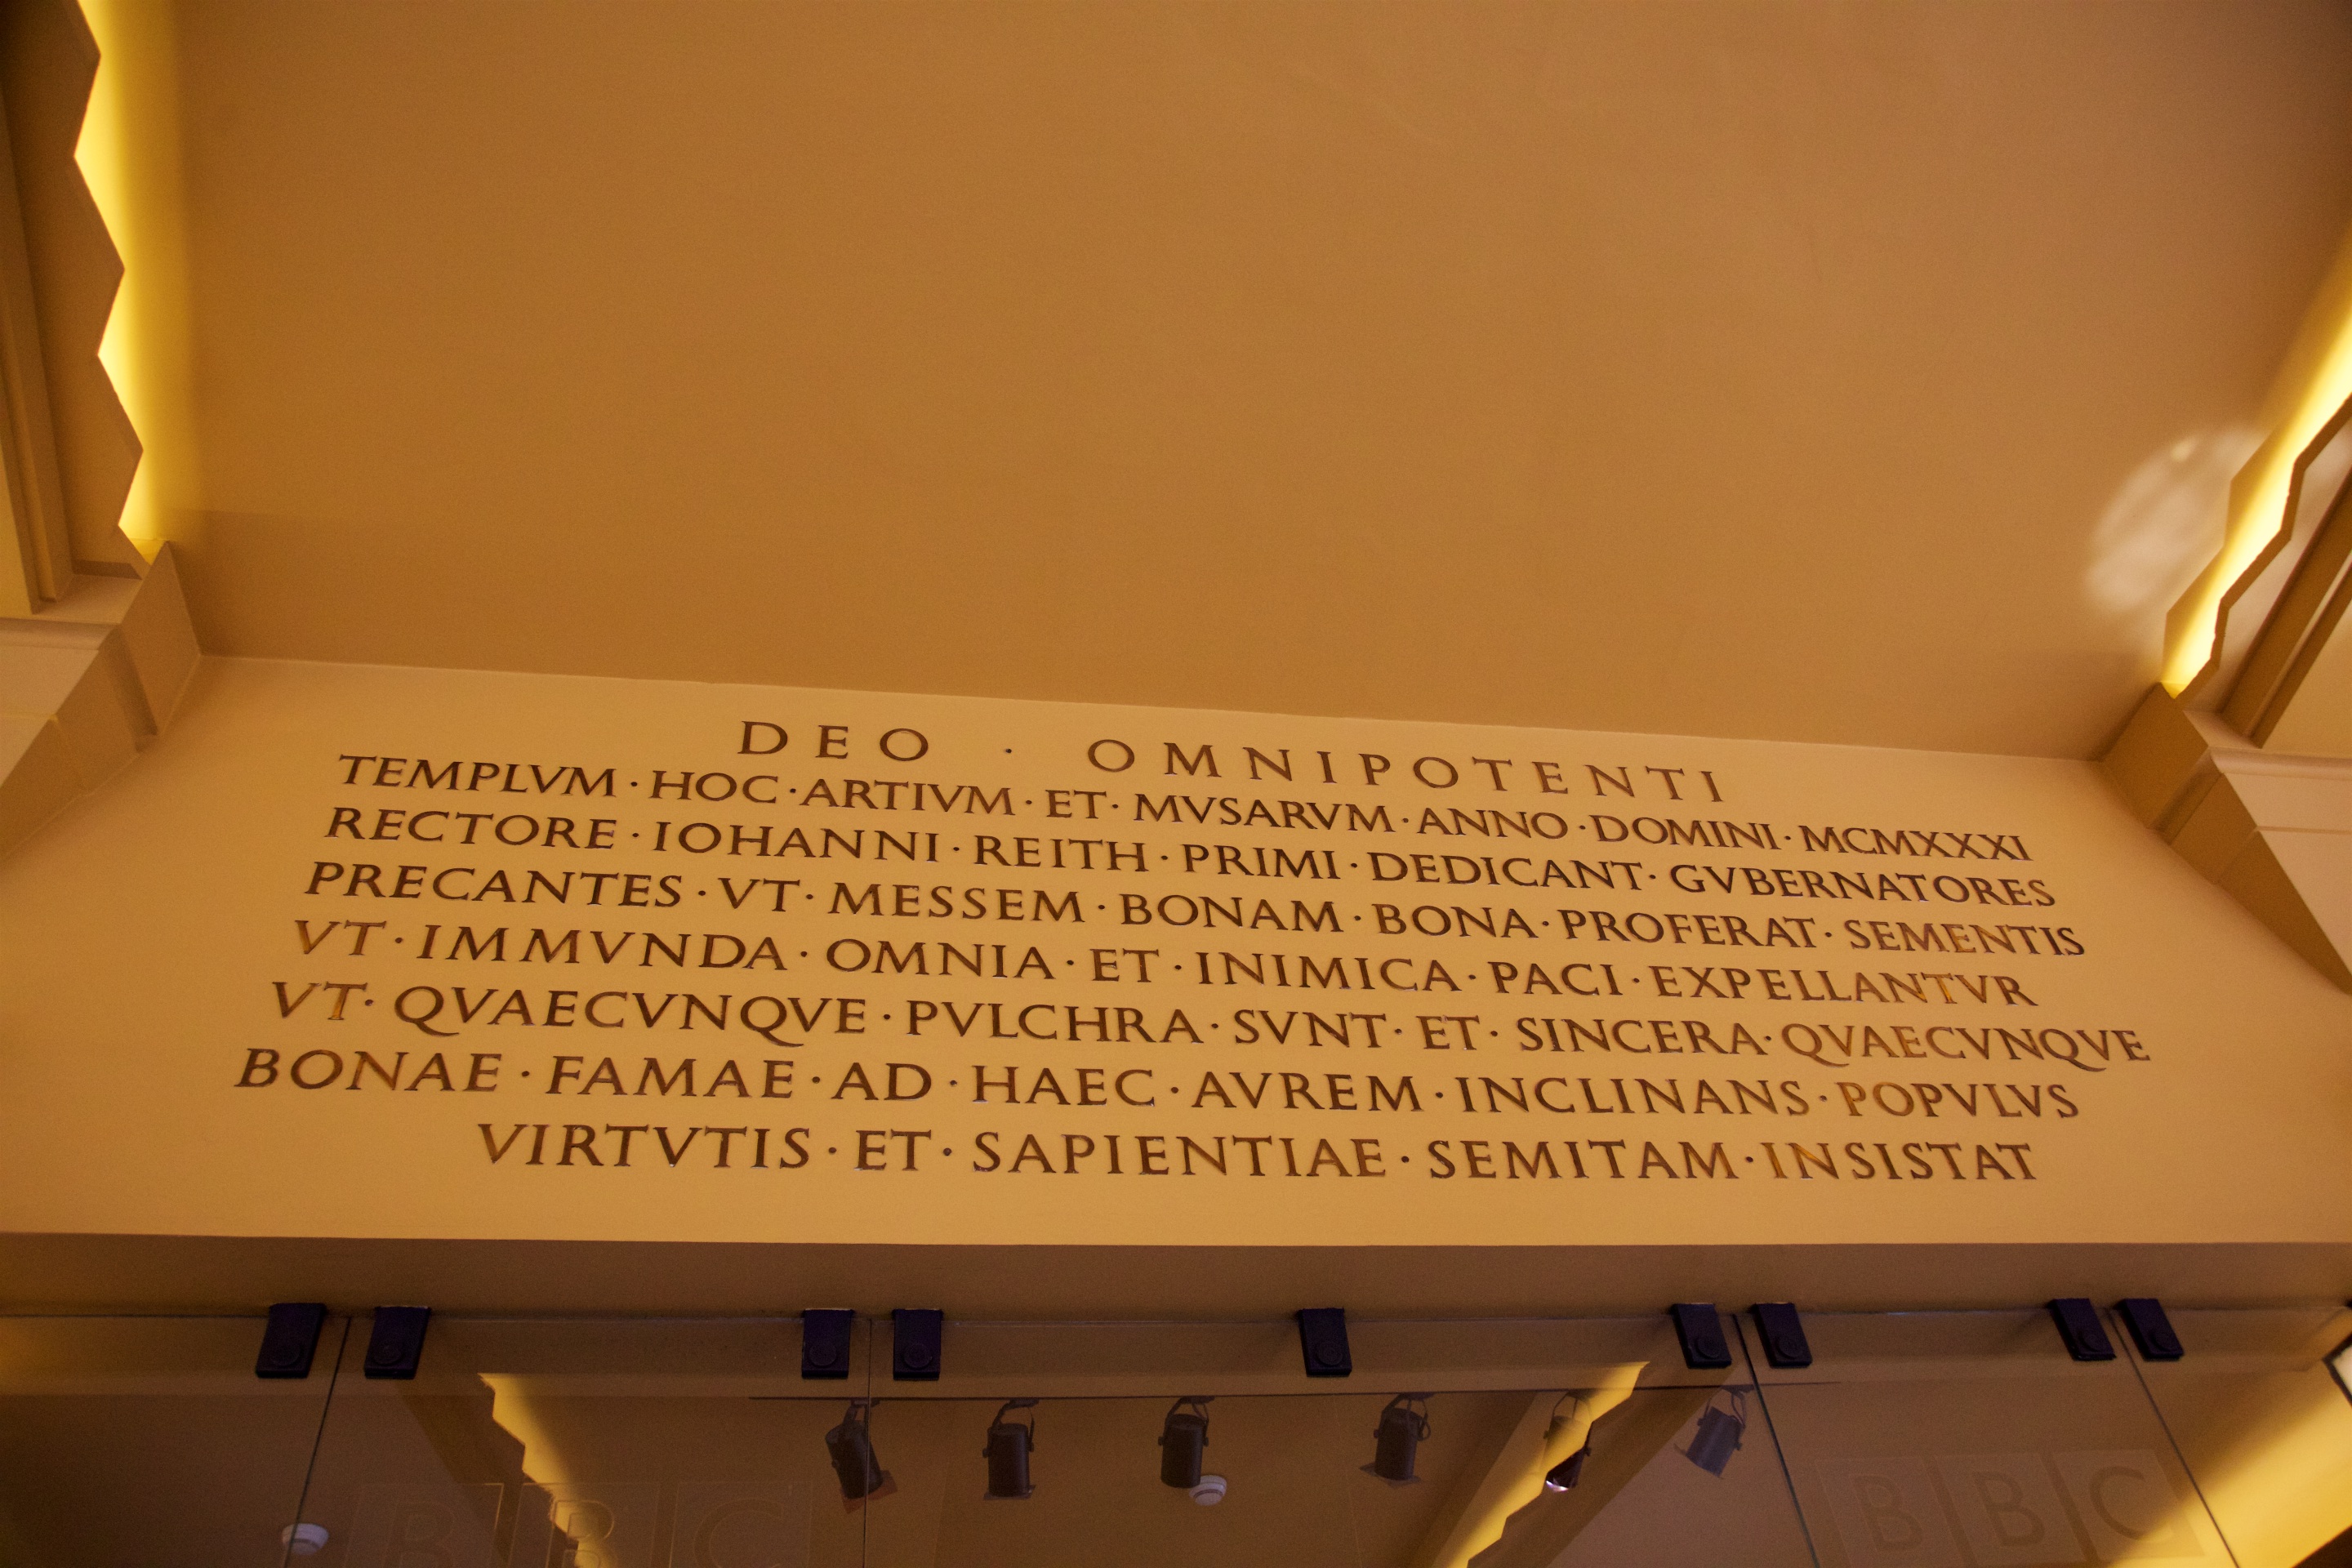 DEO · OMNIPOTENTI
TEMPLVM · HOC · ARTIVM · ET · MVSARVM · ANNO · DOMINI · MCMXXXI
RECTORE · IOHANNI · REITH · PRIMI · DEDICANT · GVBERNATORES
PRECANTES · VT · MESSEM · BONAM · BONA · PROFERAT · SEMENTIS
VT · IMMVNDA · OMNIA · ET · INIMICA · PACI · EXPELLANTVR
VT · QVAECVNQVE · PVLCHRA · SVNT · ET · SINCERA · QVAECVNQVE
BONAE · FAMAE · AD · HAEC · AVREM · INCLINANS · POPVLVS
VIRTVTIS · ET · SAPIENTIAE · SEMITAM · INSISTAT
BBC
BBC